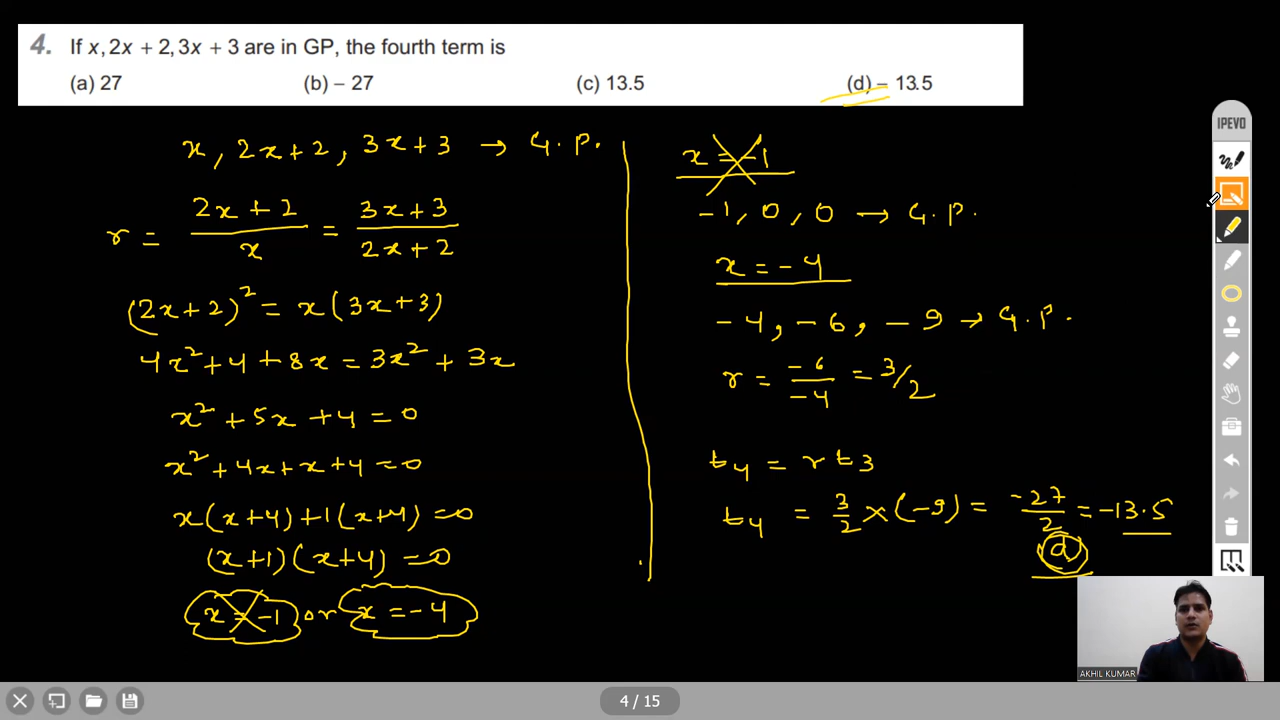 4. If x, 2x + 2, 3x + 3 are in GP, the fourth term is
(a) 27 (b) – 27 (c) 13.5 (d) – 13.5
x, 2x+2, 3x+3 → G.P.
r = (2x+2)/x = (3x+3)/(2x+2)
(2x+2)² = x(3x+3)
4x²+4+8x = 3x²+3x
x²+5x+4=0
x²+4x+x+4=0
x(x+4)+1(x+4)=0
(x+1)(x+4)=0
x=-1 or x=-4
x=-1
-1, 0, 0 → G.P.
x=-4
-4, -6, -9 → G.P.
r = -6/-4 = 3/2
t₄ = r t₃
t₄ = 3/2 × (-9) = -27/2 = -13.5
(d)
IPEVO
AKHIL KUMAR
4 / 15